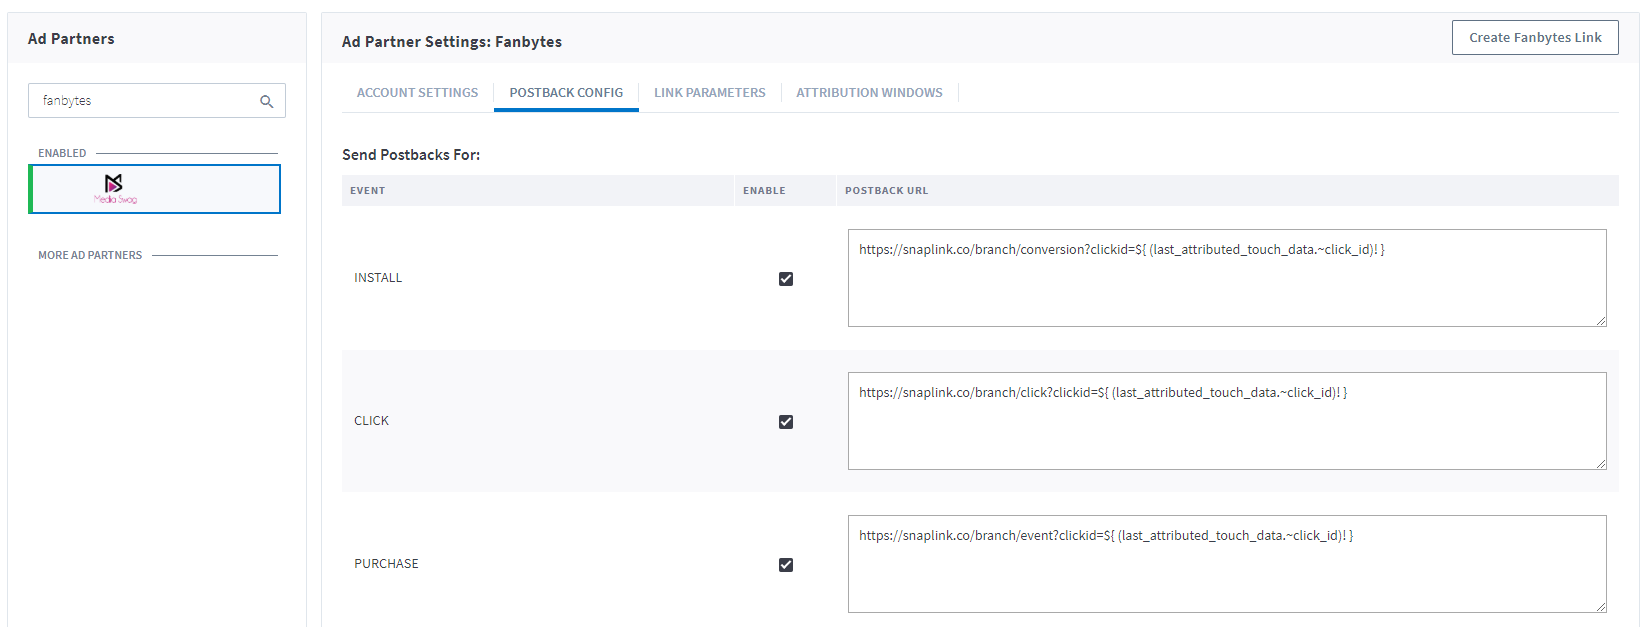 Ad Partners
fanbytes
ENABLED
Media Swag
MORE AD PARTNERS
Ad Partner Settings: Fanbytes
Create Fanbytes Link
ACCOUNT SETTINGS
POSTBACK CONFIG
LINK PARAMETERS
ATTRIBUTION WINDOWS
Send Postbacks For:
EVENT
ENABLE
POSTBACK URL
INSTALL
https://snaplink.co/branch/conversion?clickid=${ (last_attributed_touch_data.~click_id)! }
CLICK
https://snaplink.co/branch/click?clickid=${ (last_attributed_touch_data.~click_id)! }
PURCHASE
https://snaplink.co/branch/event?clickid=${ (last_attributed_touch_data.~click_id)! }